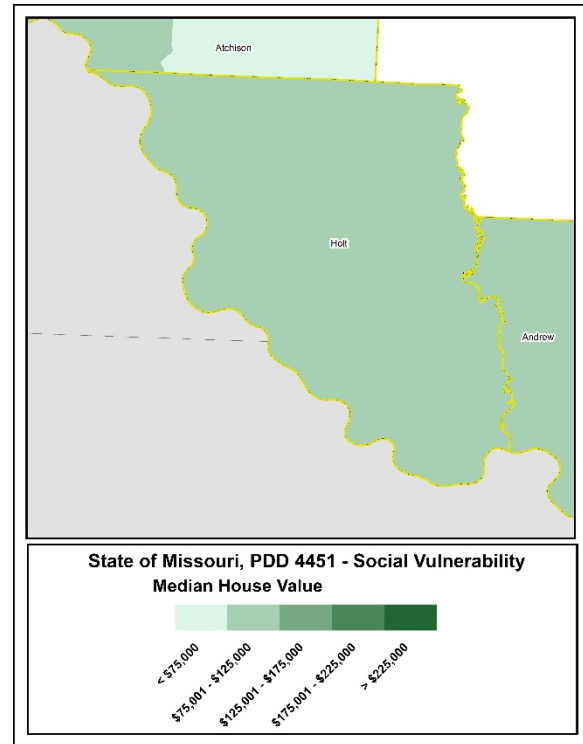 Atchison
Holt
Andrew
State of Missouri, PDD 4451 - Social Vulnerability
Median House Value
< $75,000
$75,001 - $125,000
$125,001 - $175,000
$175,001 - $225,000
> $225,000